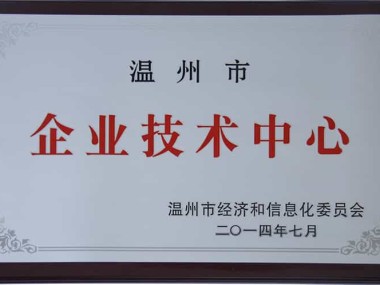 温州市
企业技术中心
温州市经济和信息化委员会
二〇一四年七月